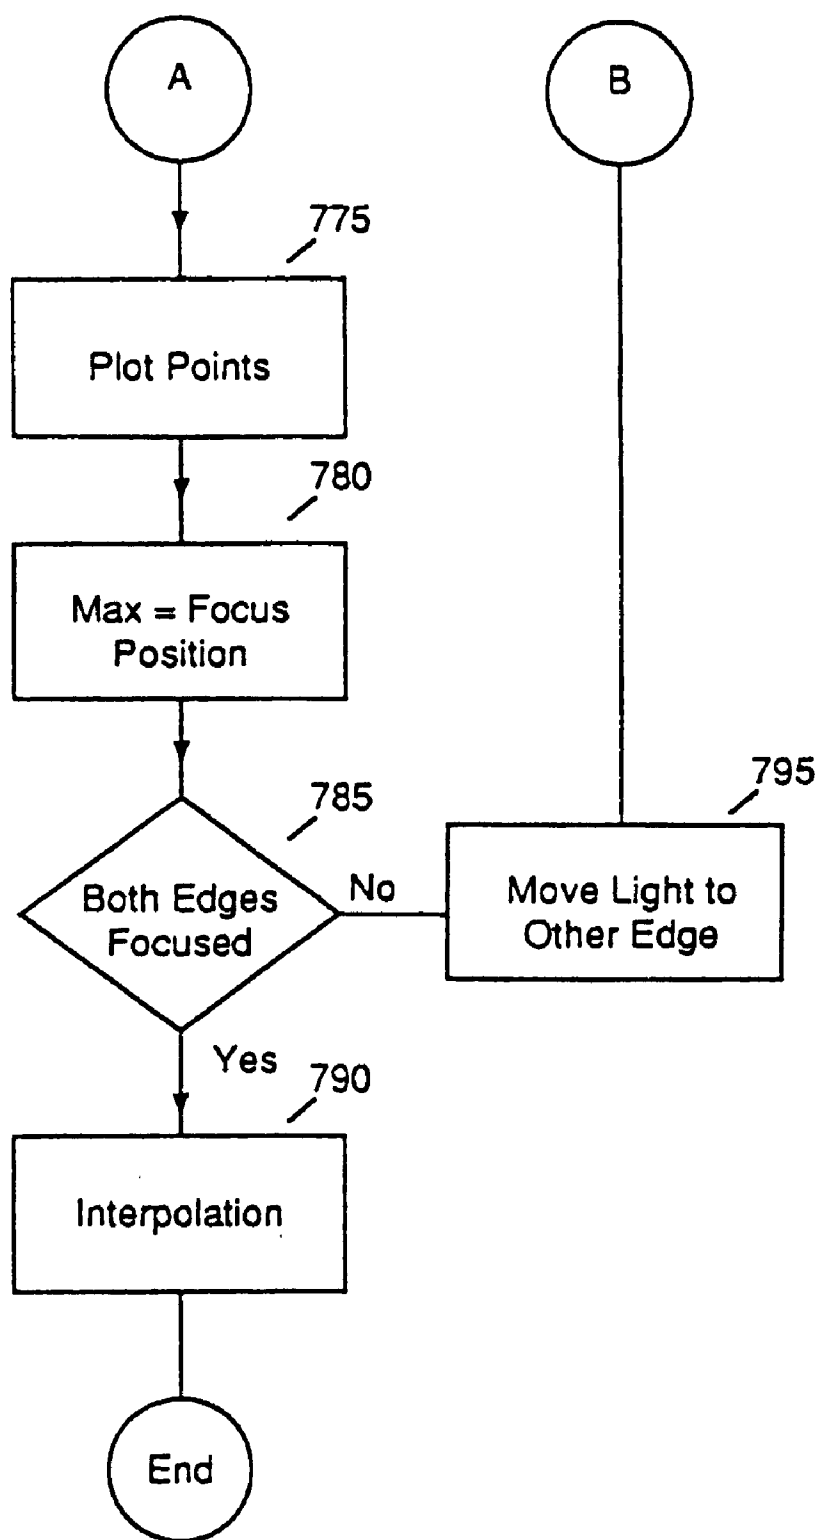 A
B
775
Plot Points
780
Max = Focus
Position
785
Both Edges
Focused
No
795
Move Light to
Other Edge
Yes
790
Interpolation
End